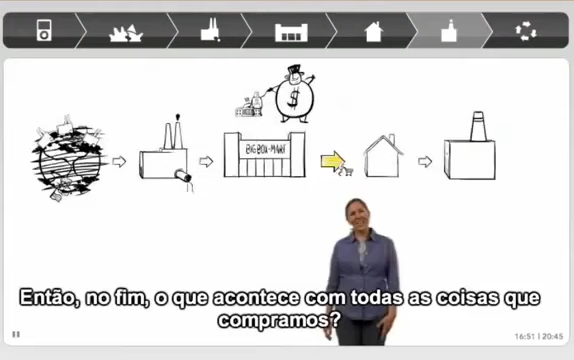 $
BIG BOX-MART
Então, no fim, o que acontece com todas as coisas que
compramos?
16:51 | 20:45